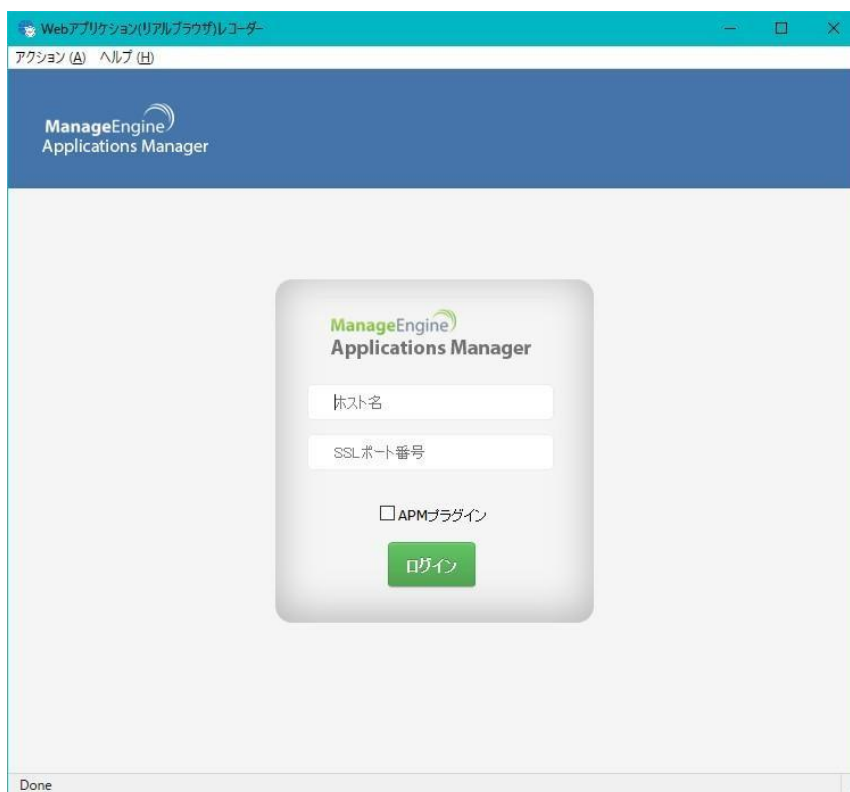 Webアプリケション(リアルブラウザ)レコーダー
アクション (A) ヘルプ (H)
ManageEngine
Applications Manager
ManageEngine
Applications Manager
ホスト名
SSLポート番号
APMプラグイン
ログイン
Done